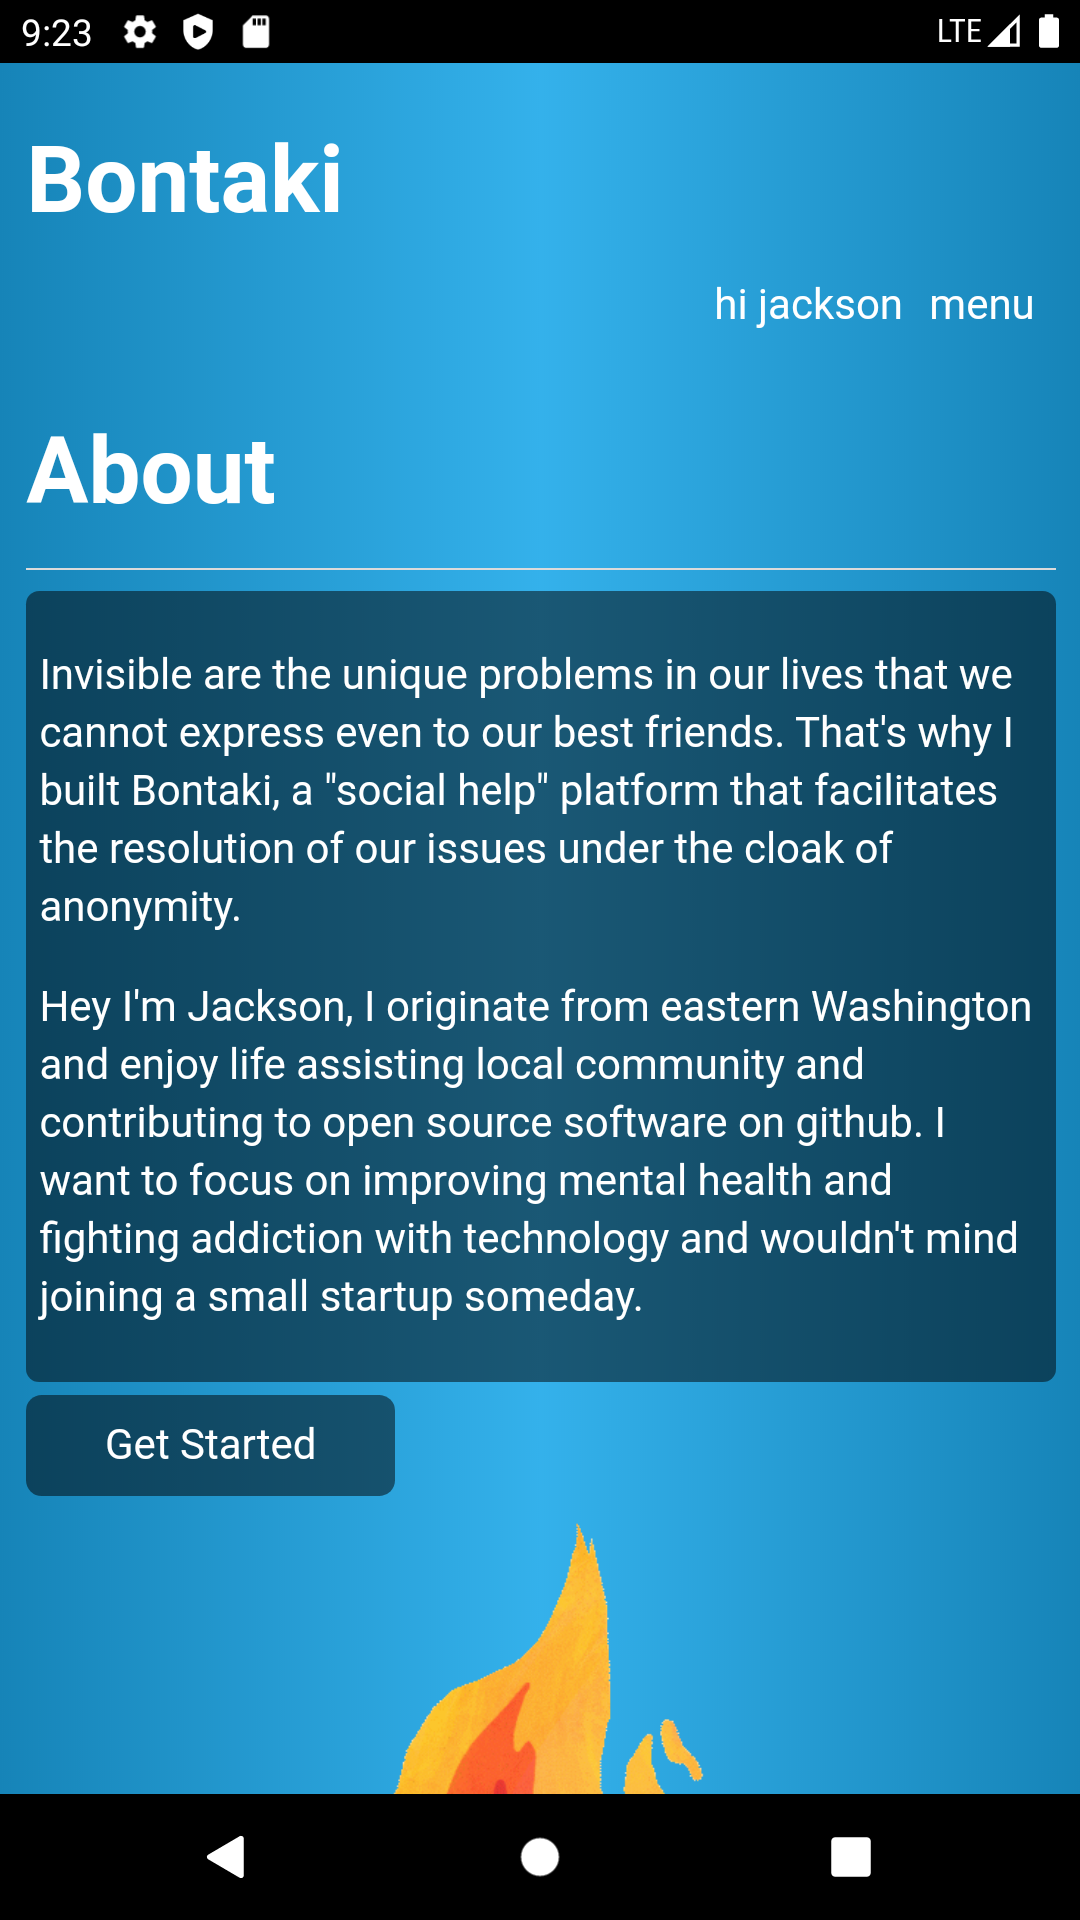 9:23 LTE
Bontaki
hi jackson menu
About
Invisible are the unique problems in our lives that we
cannot express even to our best friends. That's why I
built Bontaki, a "social help" platform that facilitates
the resolution of our issues under the cloak of
anonymity.
Hey I'm Jackson, I originate from eastern Washington
and enjoy life assisting local community and
contributing to open source software on github. I
want to focus on improving mental health and
fighting addiction with technology and wouldn't mind
joining a small startup someday.
Get Started